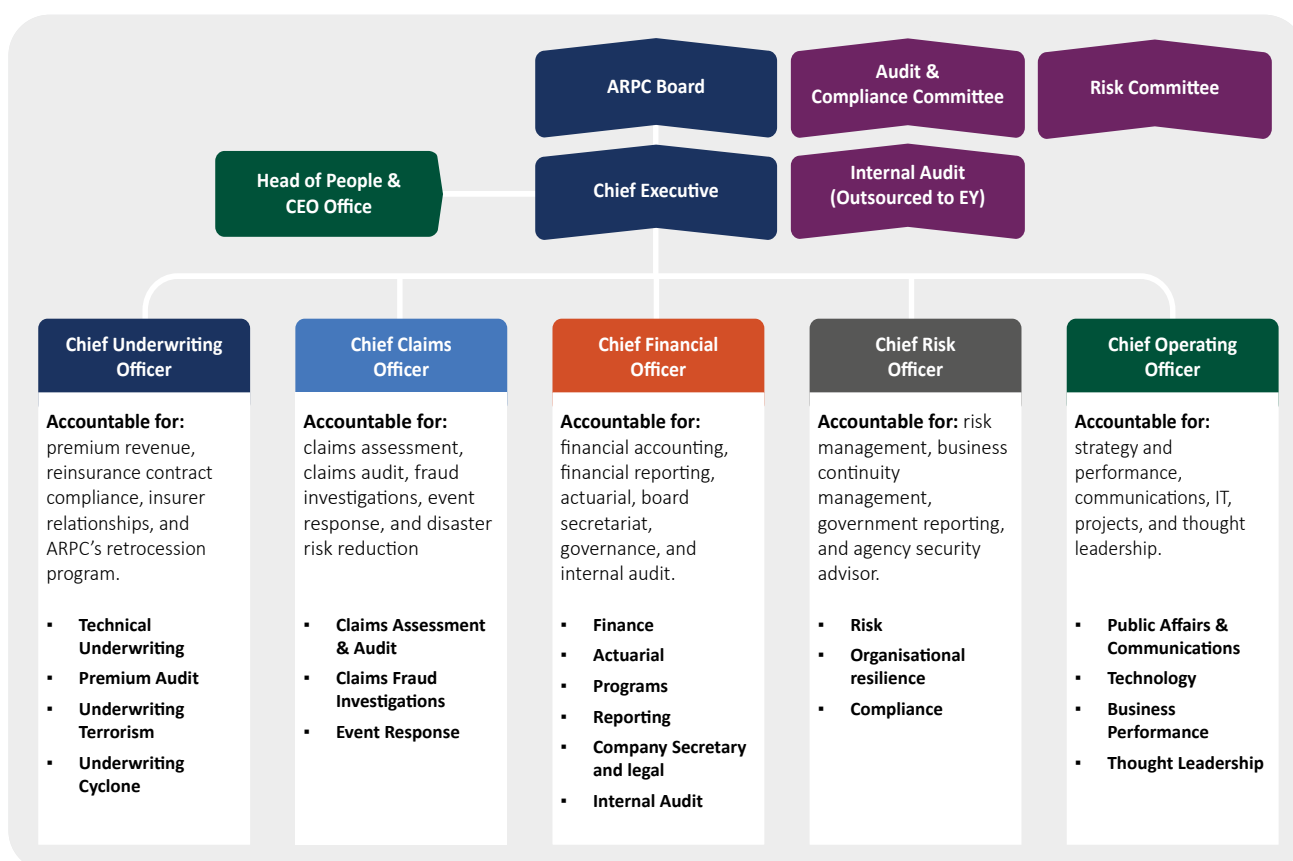 ARPC Board
Audit &
Compliance Committee
Risk Committee
Head of People &
CEO Office
Chief Executive
Internal Audit
(Outsourced to EY)
Chief Underwriting
Officer
Accountable for:
premium revenue,
reinsurance contract
compliance, insurer
relationships, and
ARPC’s retrocession
program.
▪ Technical
Underwriting
▪ Premium Audit
▪ Underwriting
Terrorism
▪ Underwriting
Cyclone
Chief Claims
Officer
Accountable for:
claims assessment,
claims audit, fraud
investigations, event
response, and disaster
risk reduction
▪ Claims Assessment
& Audit
▪ Claims Fraud
Investigations
▪ Event Response
Chief Financial
Officer
Accountable for:
financial accounting,
financial reporting,
actuarial, board
secretariat,
governance, and
internal audit.
▪ Finance
▪ Actuarial
▪ Programs
▪ Reporting
▪ Company Secretary
and legal
▪ Internal Audit
Chief Risk
Officer
Accountable for: risk
management, business
continuity
management,
government reporting,
and agency security
advisor.
▪ Risk
▪ Organisational
resilience
▪ Compliance
Chief Operating
Officer
Accountable for:
strategy and
performance,
communications, IT,
projects, and thought
leadership.
▪ Public Affairs &
Communications
▪ Technology
▪ Business
Performance
▪ Thought Leadership